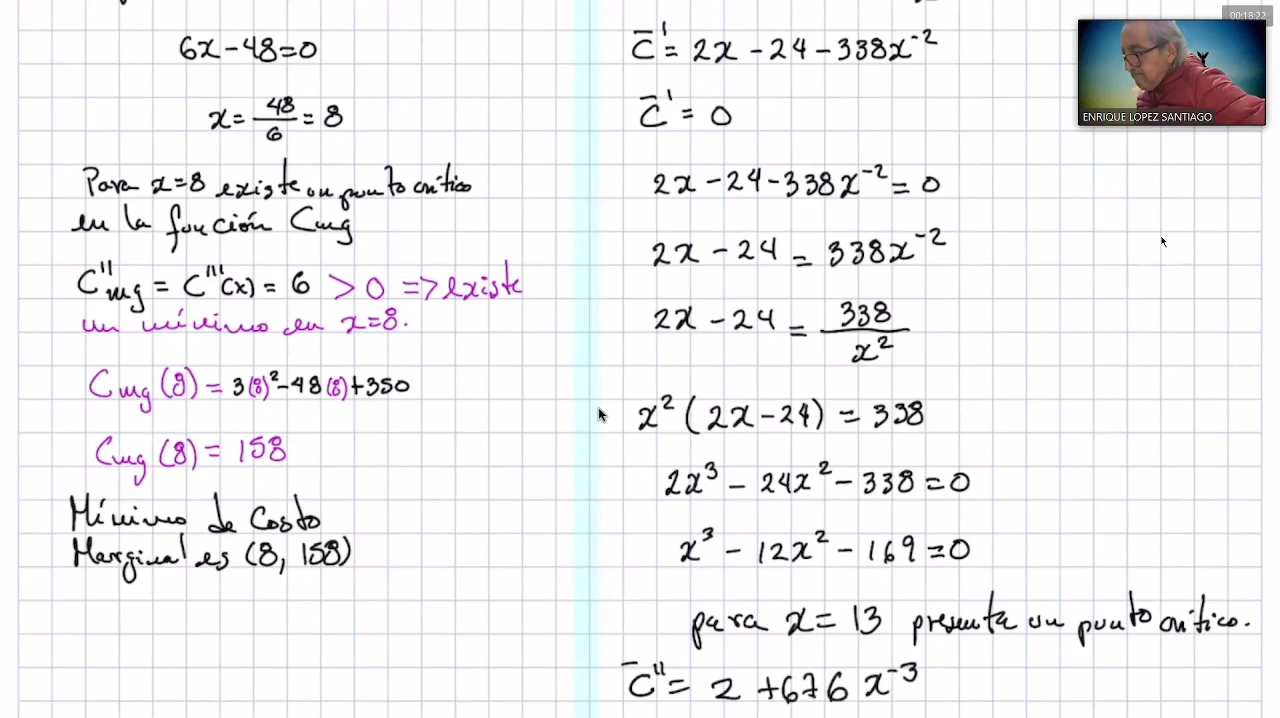 6x - 48 = 0
x = 48/6 = 8
Para x=8 existe un punto crítico
en la función Cmg
C''mg = C'''(x) = 6 > 0 => existe
un mínimo en x=8.
Cmg (8) = 3(8)² - 48(8) + 350
Cmg (8) = 158
Mínimo de Costo
Marginal es (8, 158)
C̄' = 2x - 24 - 338x⁻²
C̄' = 0
2x - 24 - 338x⁻² = 0
2x - 24 = 338x⁻²
2x - 24 = 338/x²
x² (2x - 24) = 338
2x³ - 24x² - 338 = 0
x³ - 12x² - 169 = 0
para x = 13 presenta un punto crítico.
C̄'' = 2 + 676 x⁻³
00:18:22
ENRIQUE LOPEZ SANTIAGO